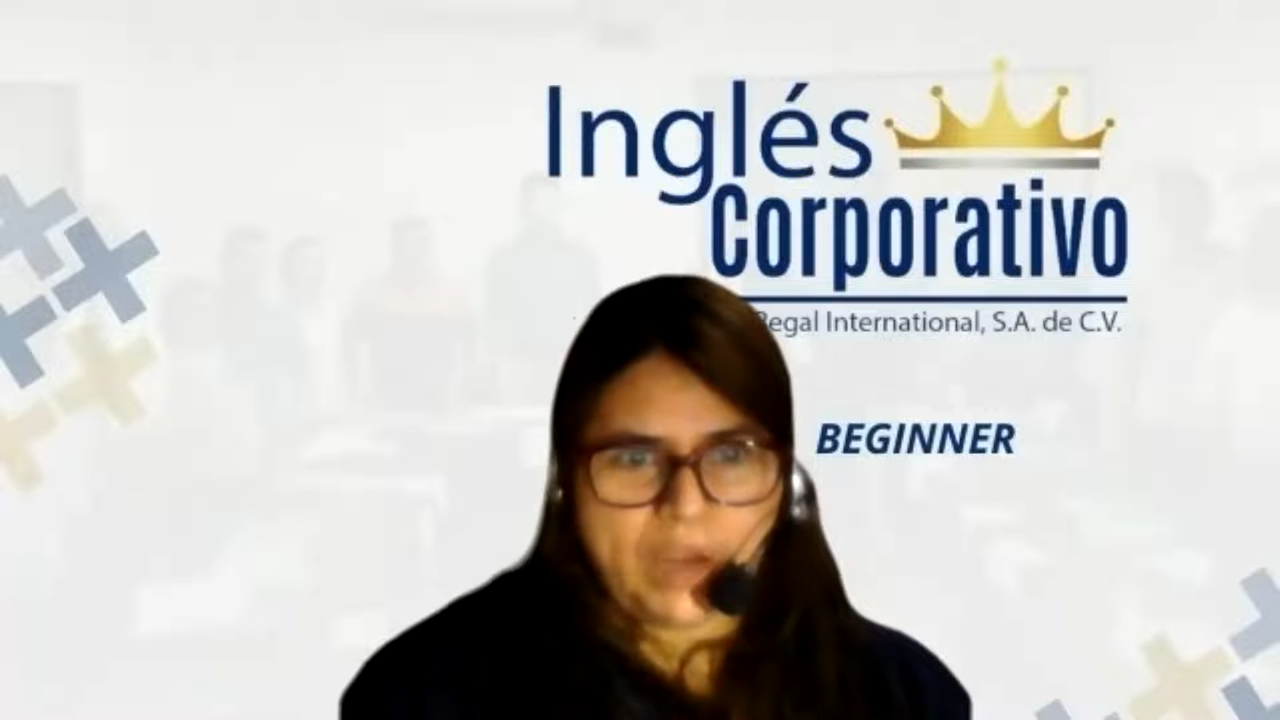 Inglés
Corporativo
Regal International, S.A. de C.V.
BEGINNER